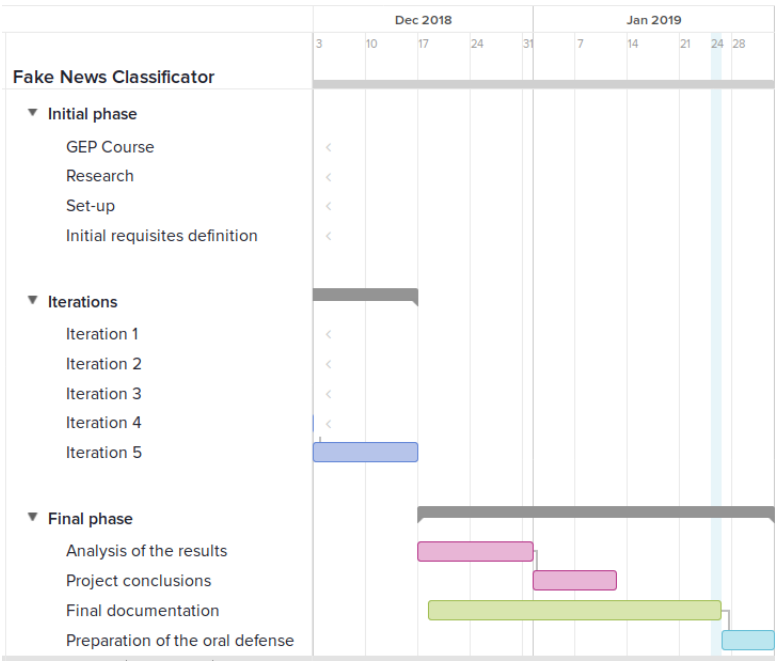 Dec 2018 Jan 2019
3 10 17 24 31 7 14 21 24 28
Fake News Classificator
Initial phase
GEP Course
Research
Set-up
Initial requisites definition
Iterations
Iteration 1
Iteration 2
Iteration 3
Iteration 4
Iteration 5
Final phase
Analysis of the results
Project conclusions
Final documentation
Preparation of the oral defense